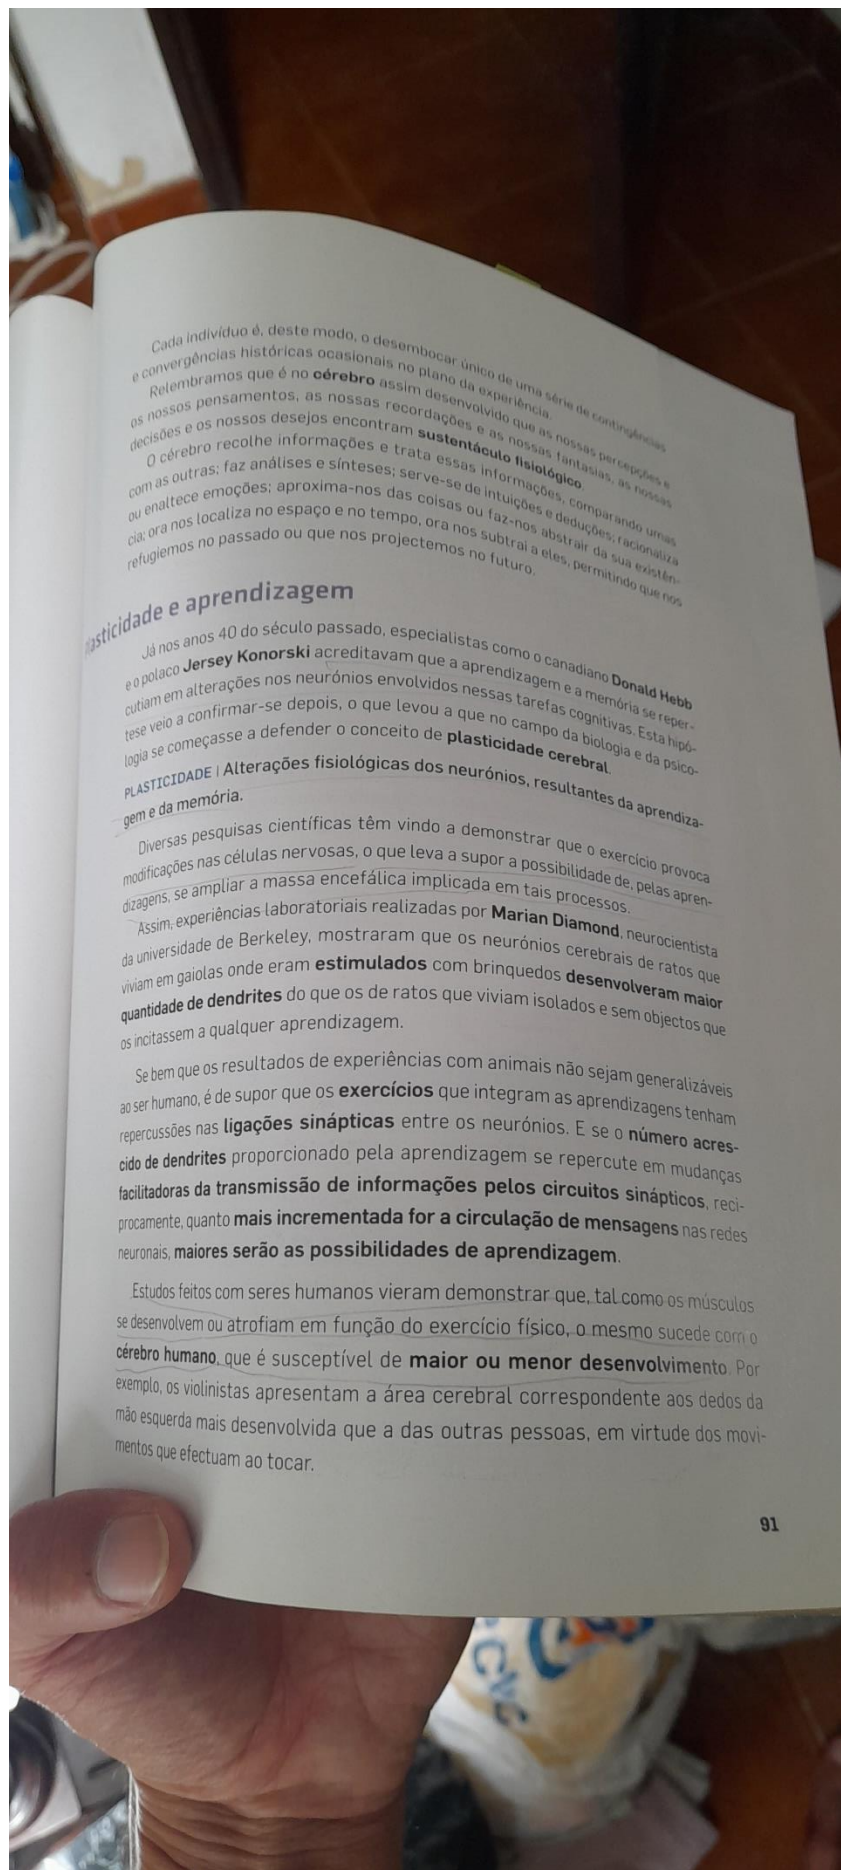 Cada indivíduo é, deste modo, o desembocar único de uma série de contingências
e convergências históricas ocasionais no plano da experiência.
Relembramos que é no cérebro assim desenvolvido que as nossas percepções e
os nossos pensamentos, as nossas recordações e as nossas fantasias, as nossas
decisões e os nossos desejos encontram sustentáculo fisiológico.
O cérebro recolhe informações e trata essas informações, comparando umas
com as outras; faz análises e sínteses; serve-se de intuições e deduções; racionaliza
ou enaltece emoções; aproxima-nos das coisas ou faz-nos abstrair da sua existên-
cia; ora nos localiza no espaço e no tempo, ora nos subtrai a eles, permitindo que nos
refugiemos no passado ou que nos projectemos no futuro.
plasticidade e aprendizagem
Já nos anos 40 do século passado, especialistas como o canadiano Donald Hebb
e o polaco Jersey Konorski acreditavam que a aprendizagem e a memória se reper-
cutiam em alterações nos neurónios envolvidos nessas tarefas cognitivas. Esta hipó-
tese veio a confirmar-se depois, o que levou a que no campo da biologia e da psico-
logia se começasse a defender o conceito de plasticidade cerebral.
PLASTICIDADE | Alterações fisiológicas dos neurónios, resultantes da aprendiza-
gem e da memória.
Diversas pesquisas científicas têm vindo a demonstrar que o exercício provoca
modificações nas células nervosas, o que leva a supor a possibilidade de, pelas apren-
dizagens, se ampliar a massa encefálica implicada em tais processos.
Assim, experiências laboratoriais realizadas por Marian Diamond, neurocientista
da universidade de Berkeley, mostraram que os neurónios cerebrais de ratos que
viviam em gaiolas onde eram estimulados com brinquedos desenvolveram maior
quantidade de dendrites do que os de ratos que viviam isolados e sem objectos que
os incitassem a qualquer aprendizagem.
Se bem que os resultados de experiências com animais não sejam generalizáveis
ao ser humano, é de supor que os exercícios que integram as aprendizagens tenham
repercussões nas ligações sinápticas entre os neurónios. E se o número acres-
cido de dendrites proporcionado pela aprendizagem se repercute em mudanças
facilitadoras da transmissão de informações pelos circuitos sinápticos, reci-
procamente, quanto mais incrementada for a circulação de mensagens nas redes
neuronais, maiores serão as possibilidades de aprendizagem.
Estudos feitos com seres humanos vieram demonstrar que, tal como os músculos
se desenvolvem ou atrofiam em função do exercício físico, o mesmo sucede com o
cérebro humano, que é susceptível de maior ou menor desenvolvimento. Por
exemplo, os violinistas apresentam a área cerebral correspondente aos dedos da
mão esquerda mais desenvolvida que a das outras pessoas, em virtude dos movi-
mentos que efectuam ao tocar.
91